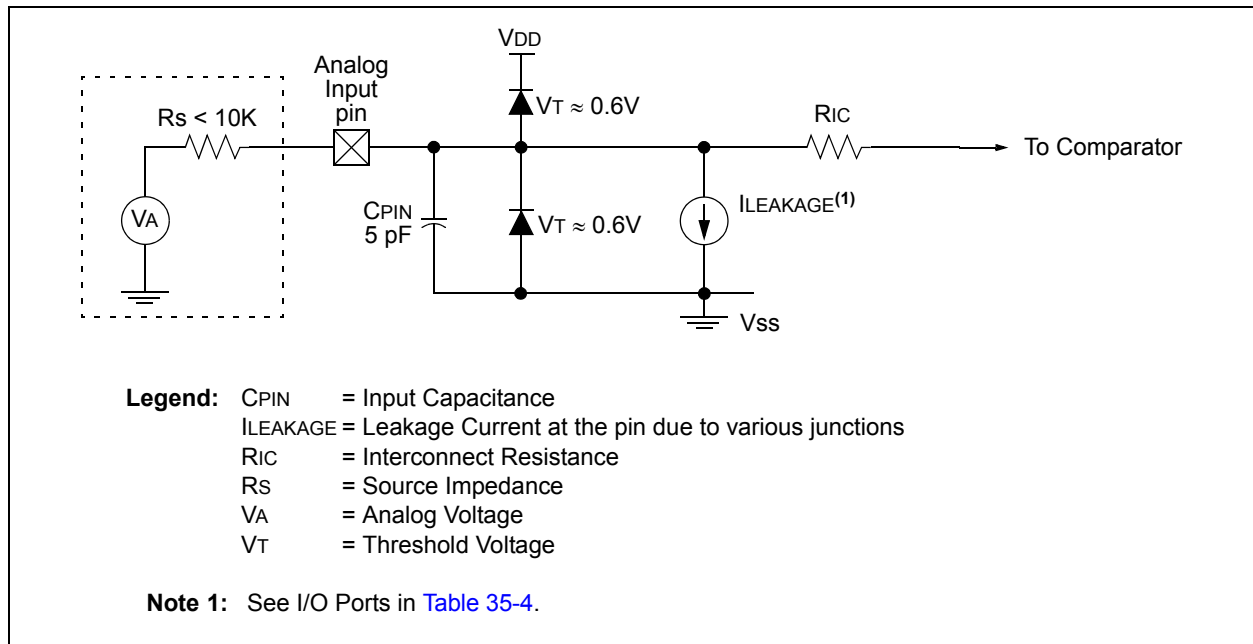 VDD
Analog
Input
pin
Rs < 10K
VT ≈ 0.6V
RIC
To Comparator
VA
CPIN
5 pF
VT ≈ 0.6V
ILEAKAGE(1)
Vss
Legend: CPIN = Input Capacitance
ILEAKAGE = Leakage Current at the pin due to various junctions
RIC = Interconnect Resistance
RS = Source Impedance
VA = Analog Voltage
VT = Threshold Voltage
Note 1: See I/O Ports in Table 35-4.